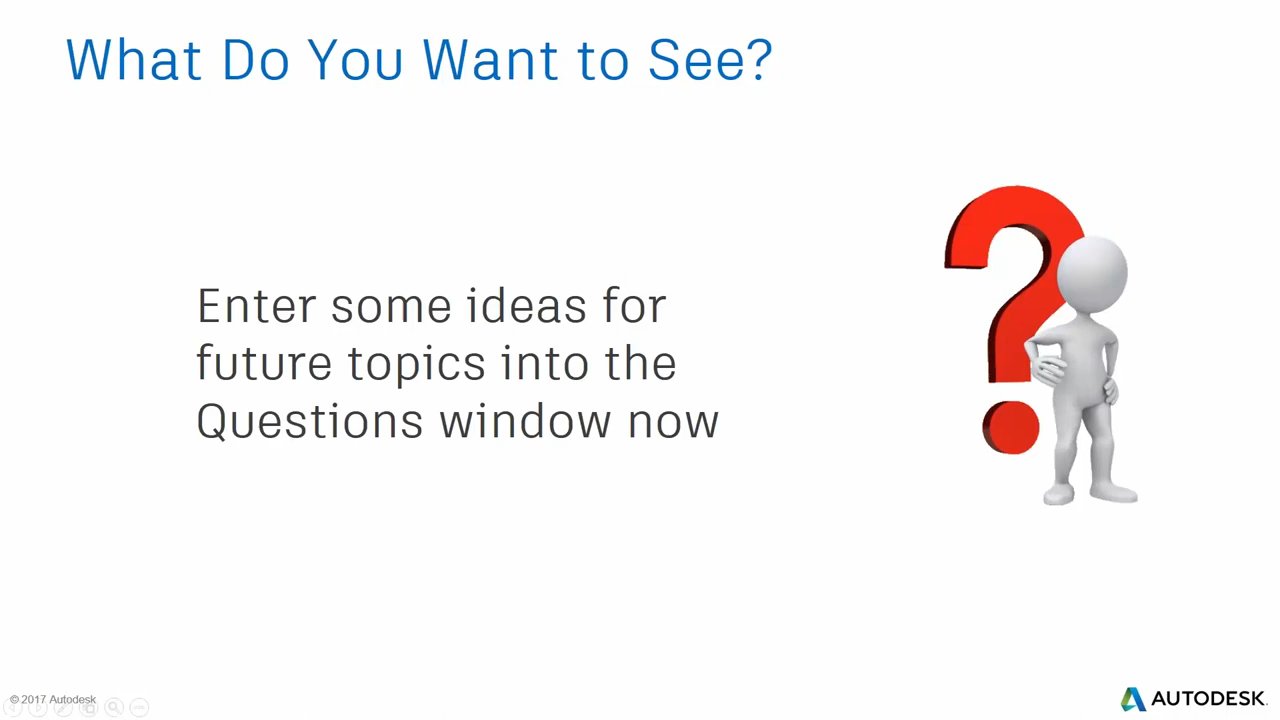 What Do You Want to See?
Enter some ideas for
future topics into the
Questions window now
© 2017 Autodesk
AUTODESK.